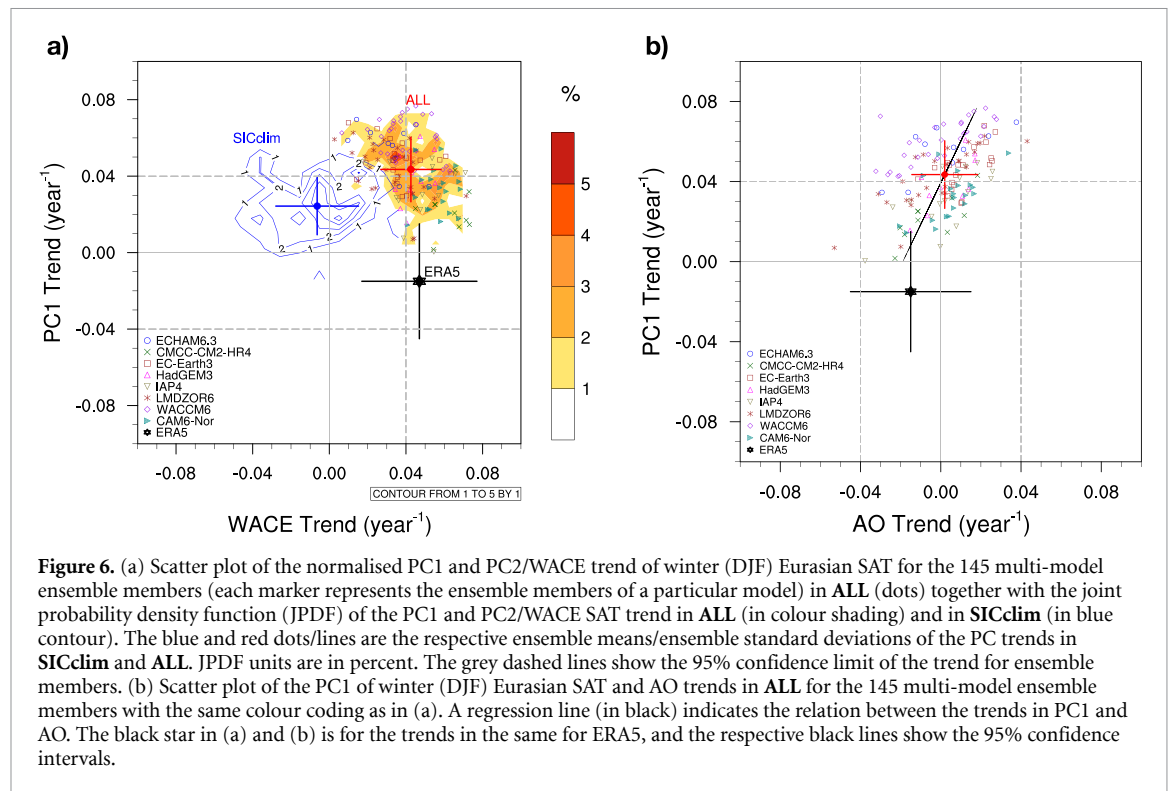 a)
0.08
0.04
0.00
-0.04
-0.08
PC1 Trend (year-1)
SICclim
ALL
1
1
2
1
1
2
1
1
2
1
2
1
ERA5
ECHAM6.3
CMCC-CM2-HR4
EC-Earth3
HadGEM3
IAP4
LMDZOR6
WACCM6
CAM6-Nor
ERA5
-0.08
-0.04
0.00
0.04
0.08
CONTOUR FROM 1 TO 5 BY 1
WACE Trend (year-1)
%
5
4
3
2
1
b)
0.08
0.04
0.00
-0.04
-0.08
PC1 Trend (year-1)
ECHAM6.3
CMCC-CM2-HR4
EC-Earth3
HadGEM3
IAP4
LMDZOR6
WACCM6
CAM6-Nor
ERA5
-0.08
-0.04
0.00
0.04
0.08
AO Trend (year-1)
Figure 6. (a) Scatter plot of the normalised PC1 and PC2/WACE trend of winter (DJF) Eurasian SAT for the 145 multi-model
ensemble members (each marker represents the ensemble members of a particular model) in ALL (dots) together with the joint
probability density function (JPDF) of the PC1 and PC2/WACE SAT trend in ALL (in colour shading) and in SICclim (in blue
contour). The blue and red dots/lines are the respective ensemble means/ensemble standard deviations of the PC trends in
SICclim and ALL. JPDF units are in percent. The grey dashed lines show the 95% confidence limit of the trend for ensemble
members. (b) Scatter plot of the PC1 of winter (DJF) Eurasian SAT and AO trends in ALL for the 145 multi-model ensemble
members with the same colour coding as in (a). A regression line (in black) indicates the relation between the trends in PC1 and
AO. The black star in (a) and (b) is for the trends in the same for ERA5, and the respective black lines show the 95% confidence
intervals.